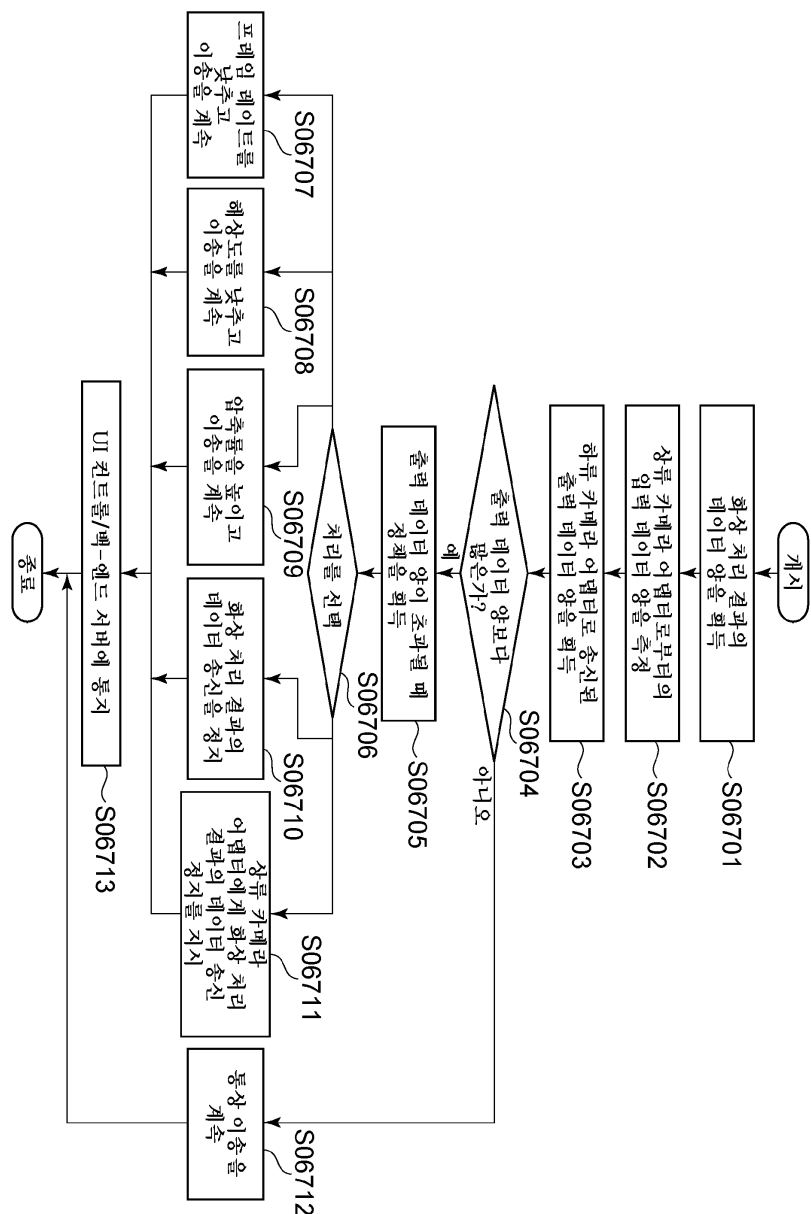 개시
화상 처리 결과의
데이터 양을 획득
S06701
상류 카메라 어댑터로부터의
입력 데이터 양을 측정
S06702
하류 카메라 어댑터로 송신된
출력 데이터 양을 획득
S06703
출력 데이터 양보다
많은가?
S06704
예
아니오
출력 데이터 양이 초과될 때
정책을 획득
S06705
처리를 선택
S06706
프레임 레이트를
낮추고
이송을 계속
S06707
해상도를 낮추고
이송을 계속
S06708
압축률을 높이고
이송을 계속
S06709
화상 처리 결과의
데이터 송신을 정지
S06710
상류 카메라
어댑터에게 화상 처리
결과의 데이터 송신
정지를 지시
S06711
통상 이송을
계속
S06712
UI 컨트롤/백-엔드 서버에 통지
S06713
종료